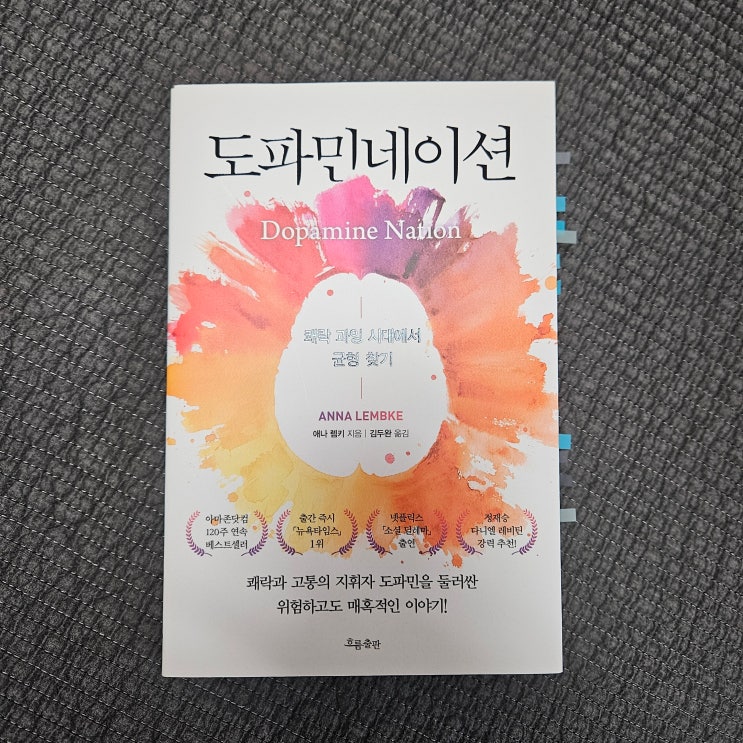 도파민네이션
Dopamine Nation
쾌락 과잉 시대에서
균형 찾기
ANNA LEMBKE
애나 렘키 지음 | 김두완 옮김
아마존닷컴
120주 연속
베스트셀러
출간 즉시
「뉴욕타임스」
1위
넷플릭스
「소셜 딜레마」
출연
정재승
다니엘 레비틴
강력 추천!
쾌락과 고통의 지휘자 도파민을 둘러싼
위험하고도 매혹적인 이야기!
흐름출판